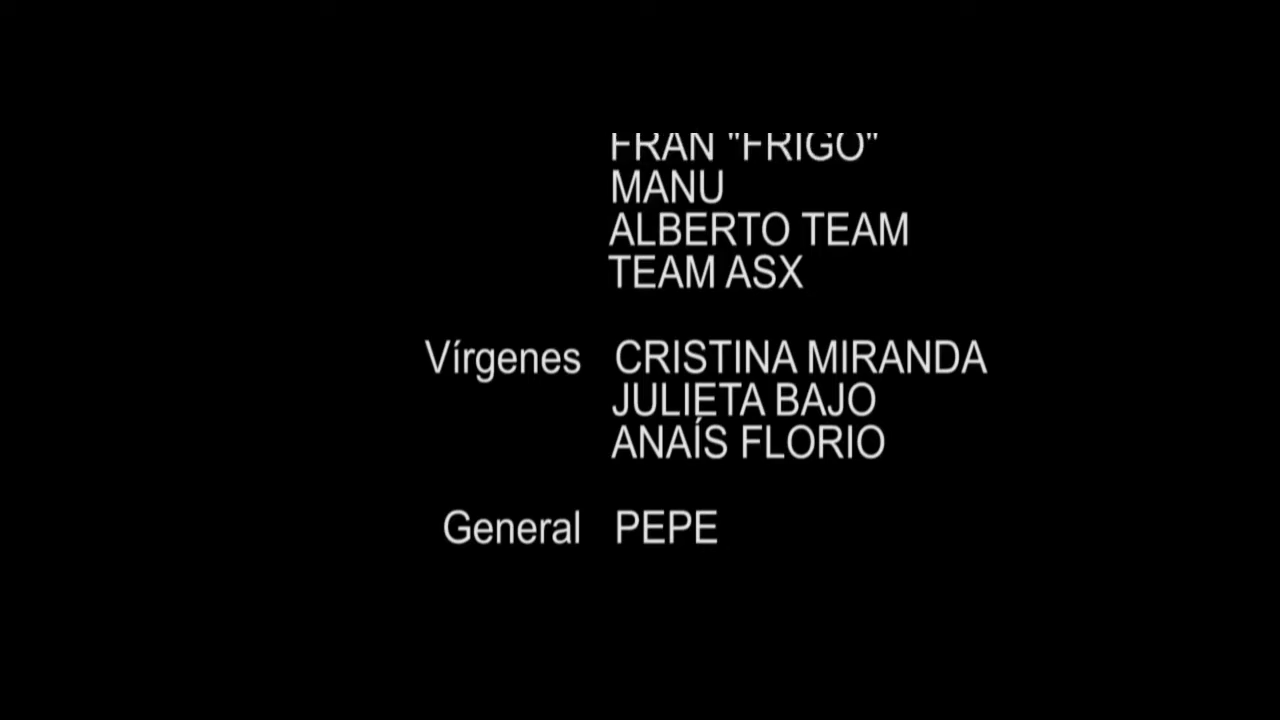 FRAN "FRIGO"
MANU
ALBERTO TEAM
TEAM ASX
Vírgenes CRISTINA MIRANDA
JULIETA BAJO
ANAÍS FLORIO
General PEPE